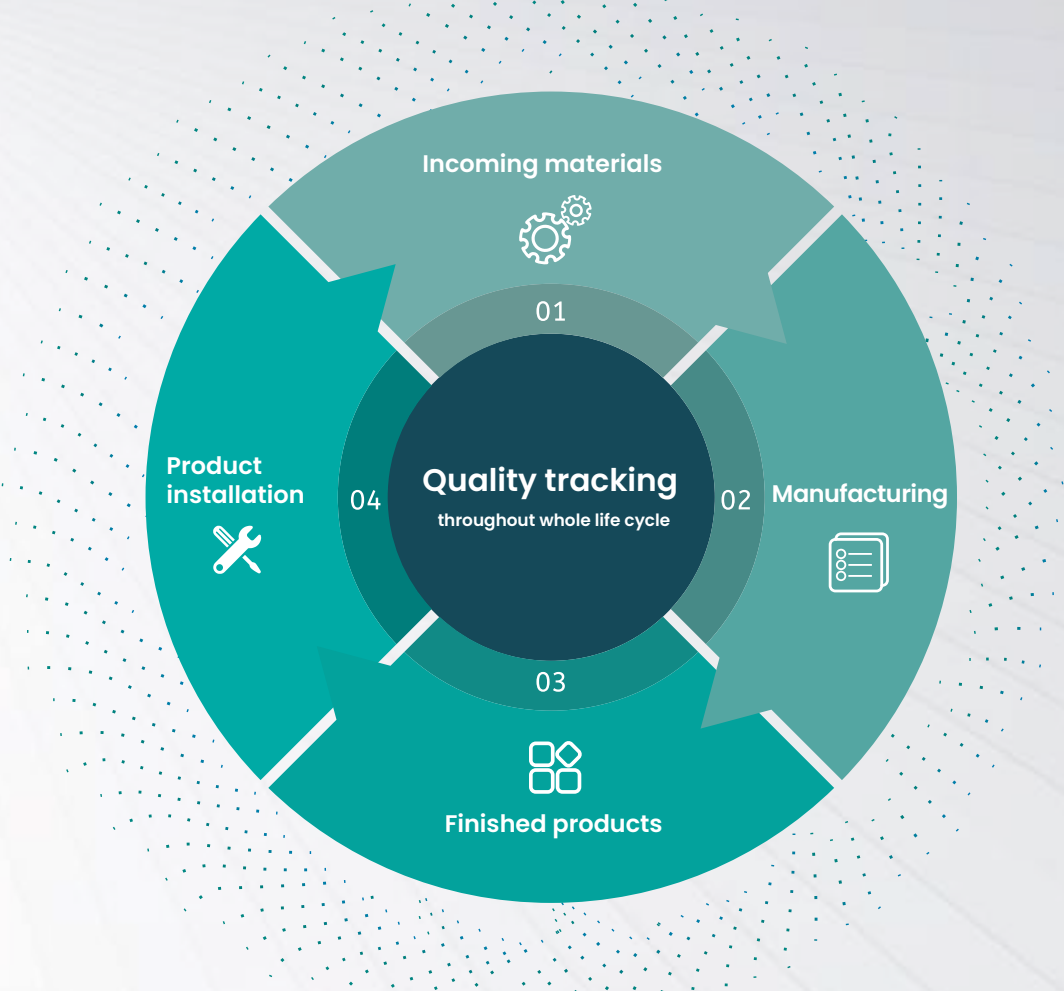 Incoming materials
01
Manufacturing
02
Finished products
03
Product
installation
04
Quality tracking
throughout whole life cycle